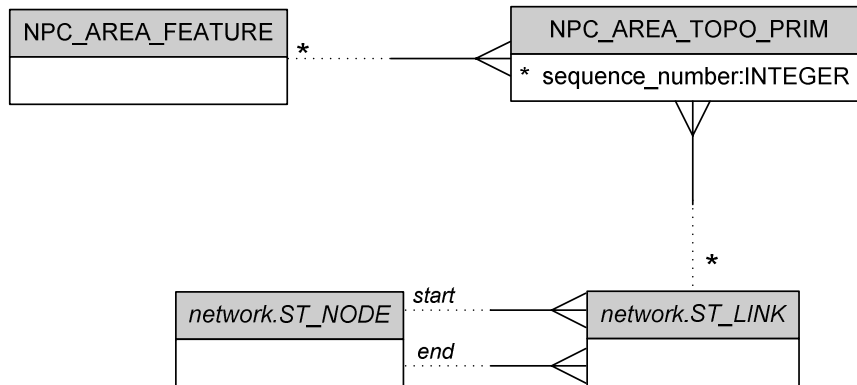 NPC_AREA_FEATURE
*
NPC_AREA_TOPO_PRIM
* sequence_number:INTEGER
*
network.ST_NODE
start
end
network.ST_LINK